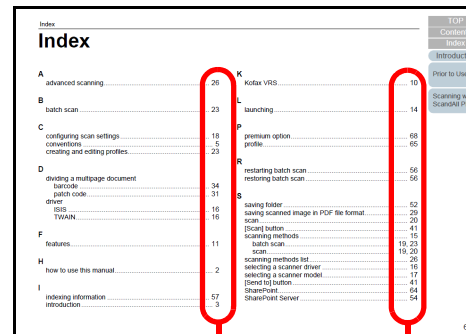 Index
Index
A
advanced scanning 26
B
batch scan 23
C
configuring scan settings 18
conventions 5
creating and editing profiles 23
D
dividing a multipage document
barcode 34
patch code 31
driver
ISIS 16
TWAIN 16
F
features 11
H
how to use this manual 2
I
indexing information 57
introduction 3
K
Kofax VRS 10
L
launching 14
P
premium option 68
profile 65
R
restarting batch scan 56
restoring batch scan 56
S
saving folder 52
saving scanned image in PDF file format 29
scan 20
[Scan] button 41
scanning methods 15
batch scan 19, 23
scan 19, 20
scanning methods list 26
selecting a scanner driver 16
selecting a scanner model 17
[Send to] button 41
SharePoint 64
SharePoint Server 54
TOP
Conten
Index
Introduct
Prior to Use
Scanning w
ScandAll P
6